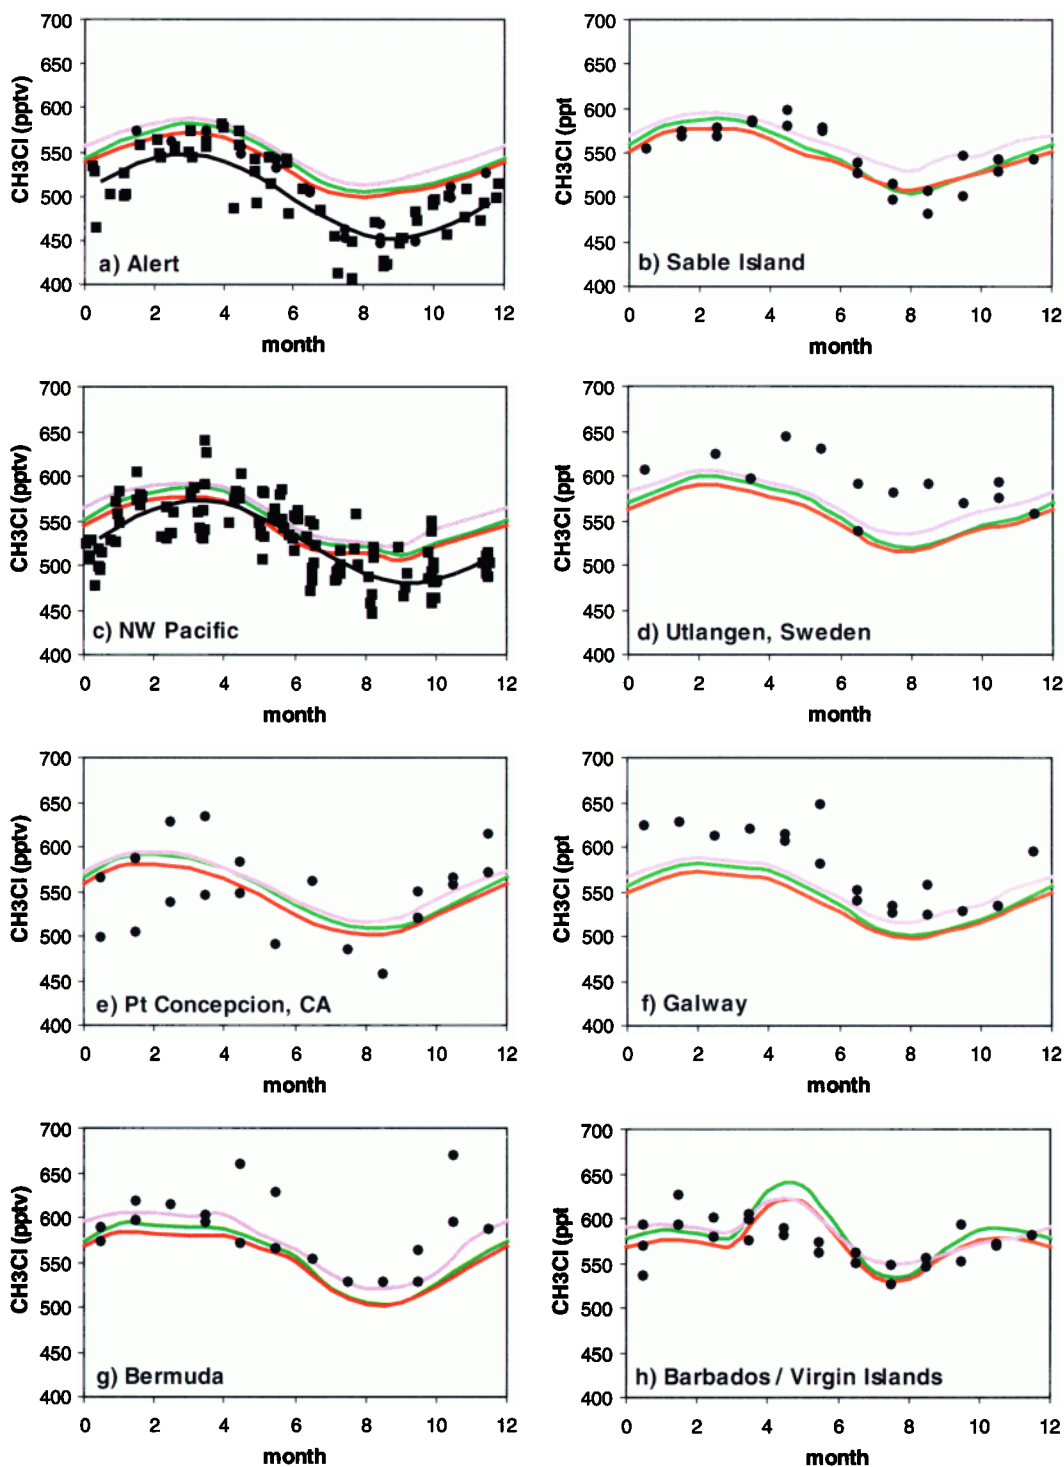 700
650
600
550
500
450
400
CH3Cl (pptv)
a) Alert
0 2 4 6 8 10 12
month
700
650
600
550
500
450
400
CH3Cl (ppt
b) Sable Island
0 2 4 6 8 10 12
month
700
650
600
550
500
450
400
CH3Cl (pptv)
c) NW Pacific
0 2 4 6 8 10 12
month
700
650
600
550
500
450
400
CH3Cl (ppt
d) Utlangen, Sweden
0 2 4 6 8 10 12
month
700
650
600
550
500
450
400
CH3Cl (pptv)
e) Pt Concepcion, CA
0 2 4 6 8 10 12
month
700
650
600
550
500
450
400
CH3Cl (ppt
f) Galway
0 2 4 6 8 10 12
month
700
650
600
550
500
450
400
CH3Cl (pptv)
g) Bermuda
0 2 4 6 8 10 12
month
700
650
600
550
500
450
400
CH3Cl (ppt
h) Barbados / Virgin Islands
0 2 4 6 8 10 12
month